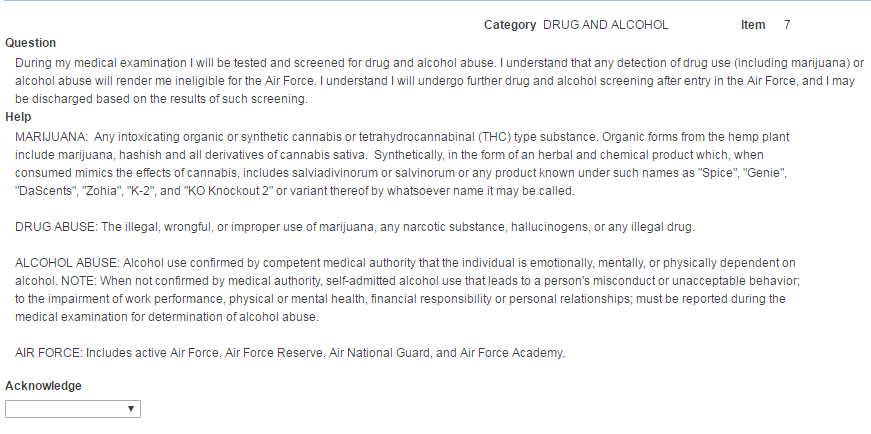 Category DRUG AND ALCOHOL Item 7
Question
During my medical examination I will be tested and screened for drug and alcohol abuse. I understand that any detection of drug use (including marijuana) or
alcohol abuse will render me ineligible for the Air Force. I understand I will undergo further drug and alcohol screening after entry in the Air Force, and I may
be discharged based on the results of such screening.
Help
MARIJUANA: Any intoxicating organic or synthetic cannabis or tetrahydrocannabinal (THC) type substance. Organic forms from the hemp plant
include marijuana, hashish and all derivatives of cannabis sativa. Synthetically, in the form of an herbal and chemical product which, when
consumed mimics the effects of cannabis, includes salviadivinorum or salvinorum or any product known under such names as "Spice", "Genie",
"DaScents", "Zohia", "K-2", and "KO Knockout 2" or variant thereof by whatsoever name it may be called.
DRUG ABUSE: The illegal, wrongful, or improper use of marijuana, any narcotic substance, hallucinogens, or any illegal drug.
ALCOHOL ABUSE: Alcohol use confirmed by competent medical authority that the individual is emotionally, mentally, or physically dependent on
alcohol. NOTE: When not confirmed by medical authority, self-admitted alcohol use that leads to a person's misconduct or unacceptable behavior;
to the impairment of work performance, physical or mental health, financial responsibility or personal relationships; must be reported during the
medical examination for determination of alcohol abuse.
AIR FORCE: Includes active Air Force, Air Force Reserve, Air National Guard, and Air Force Academy.
Acknowledge